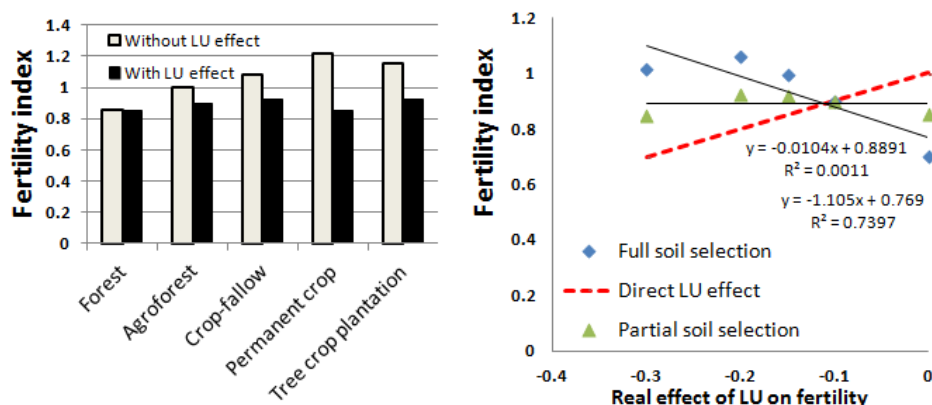 Fertility index
1.4
1.2
1
0.8
0.6
0.4
0.2
0
Without LU effect
With LU effect
Forest
Agroforest
Crop-fallow
Permanent crop
Tree crop plantation
Fertility index
1.2
1
0.8
0.6
0.4
0.2
0
y = -0.0104x + 0.8891
R² = 0.0011
y = -1.105x + 0.769
R² = 0.7397
Full soil selection
Direct LU effect
Partial soil selection
-0.4
-0.3
-0.2
-0.1
0
Real effect of LU on fertility